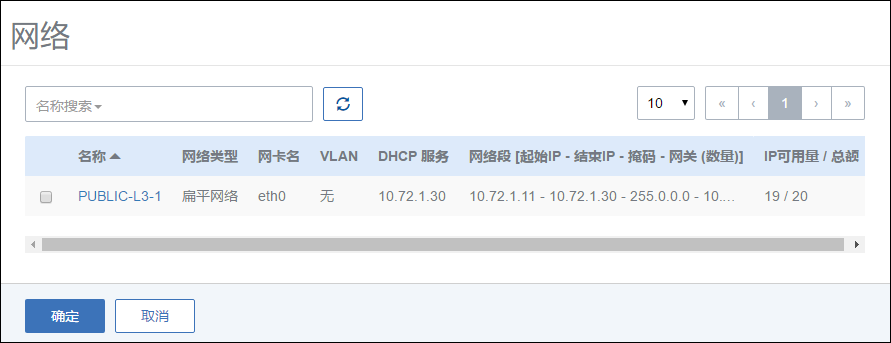 网络
名称搜索
10 « ‹ 1 › »
名称 网络类型 网卡名 VLAN DHCP 服务 网络段 [起始IP - 结束IP - 掩码 - 网关 (数量)] IP可用量 / 总额
PUBLIC-L3-1 扁平网络 eth0 无 10.72.1.30 10.72.1.11 - 10.72.1.30 - 255.0.0.0 - 10.... 19 / 20
确定 取消